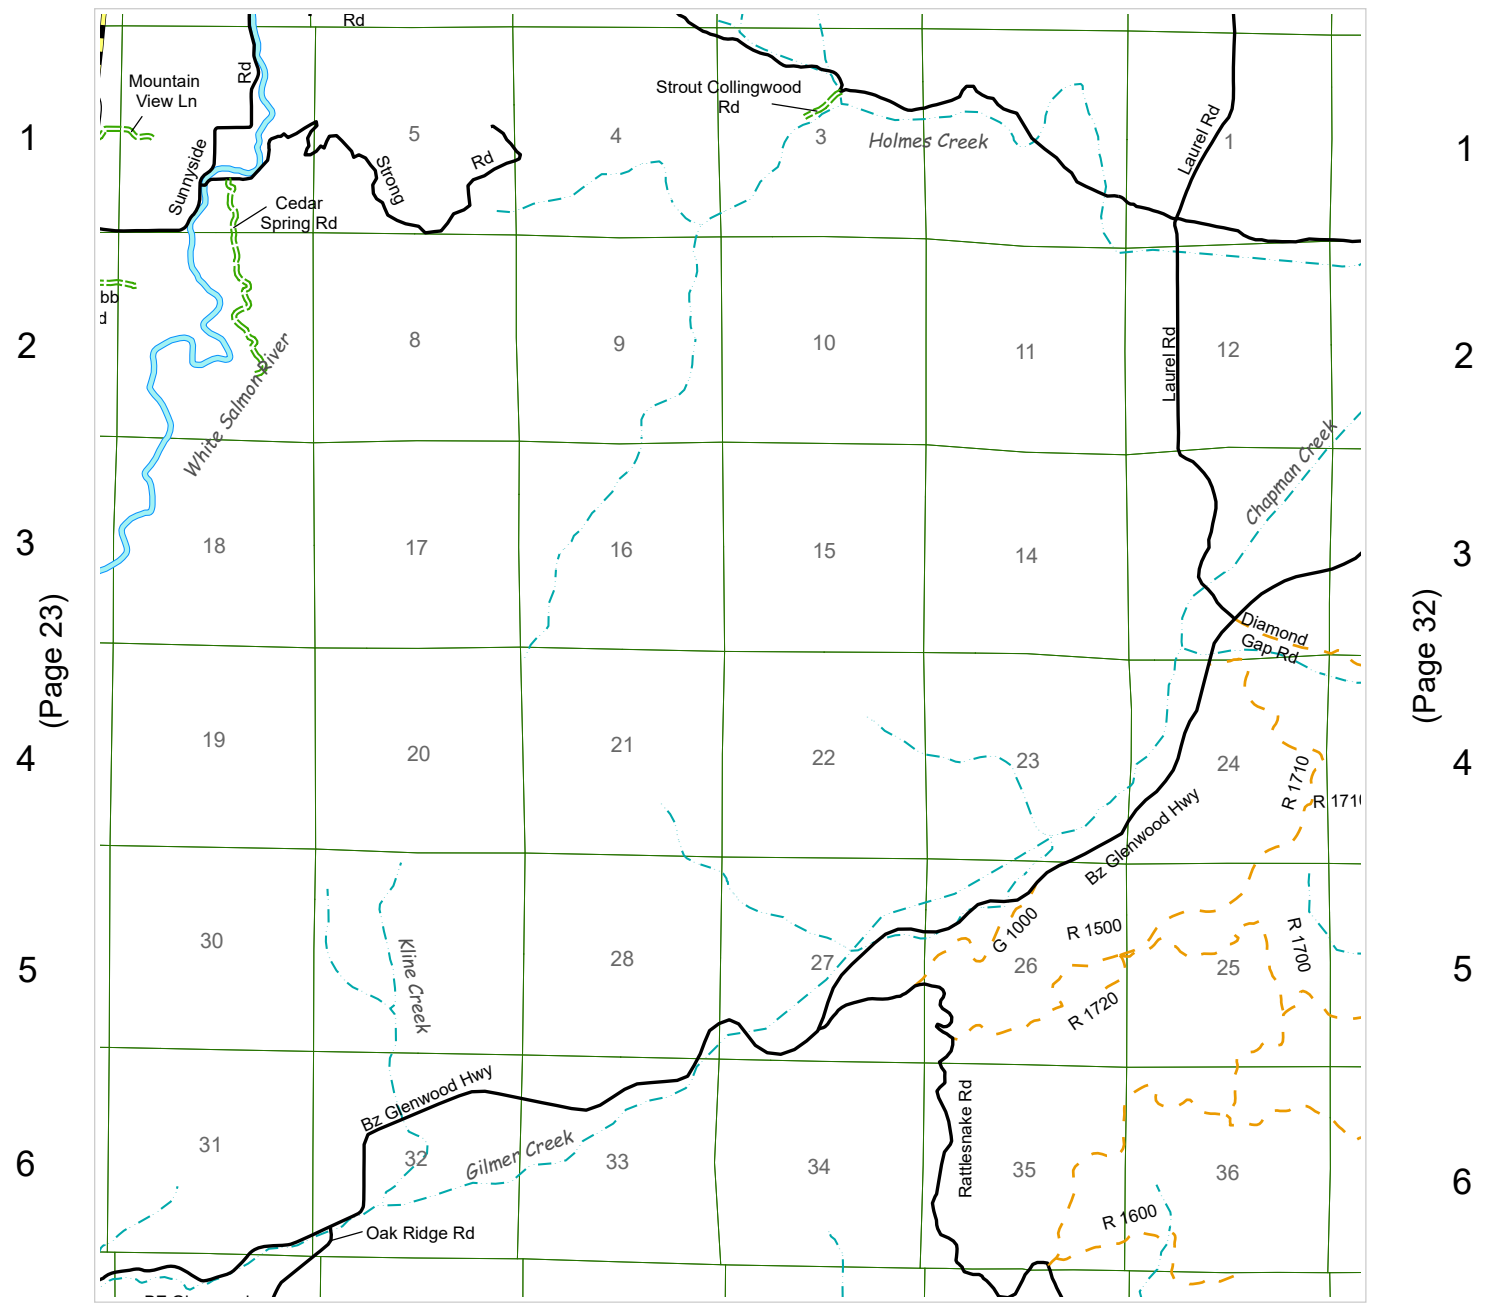 Rd
Mountain
View Ln
Rd
Strout Collingwood
Rd
1
5
4
3
Holmes Creek
Laurel Rd
1
1
Sunnyside
Strong
Rd
Cedar
Spring Rd
bb
d
2
8
9
10
11
Laurel Rd
12
2
White Salmon River
Chapman Creek
3
18
17
16
15
14
3
(Page 23)
(Page 32)
Diamond
Gap Rd
4
19
20
21
22
23
24
R 1710
R 1710
4
Bz Glenwood Hwy
5
30
Kline Creek
28
27
G 1000
R 1500
26
25
R 1700
5
R 1720
Bz Glenwood Hwy
6
31
32
Gilmer Creek
33
34
Rattlesnake Rd
35
36
6
R 1600
Oak Ridge Rd